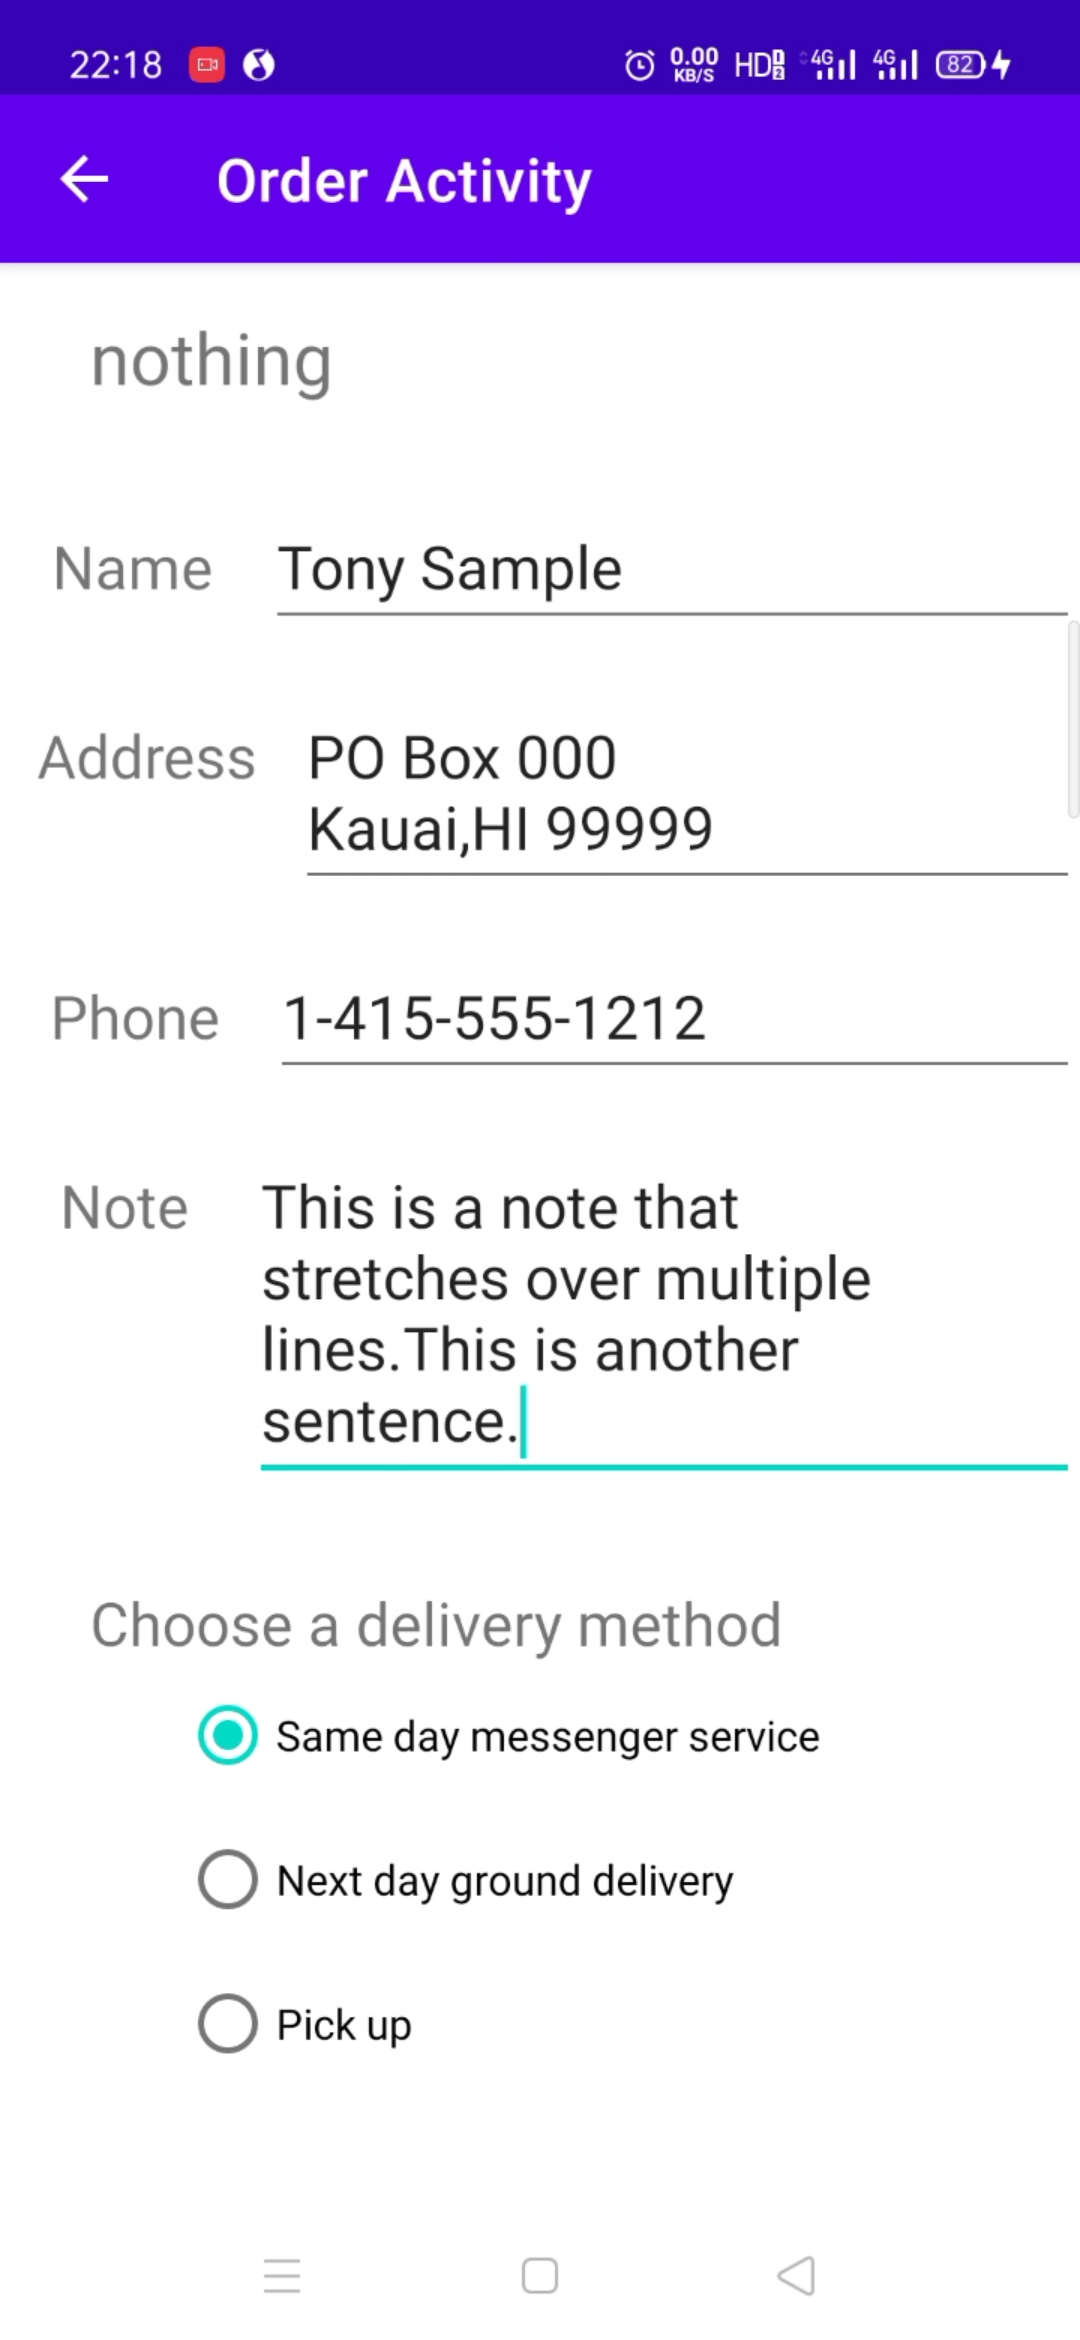 22:18 0.00 KB/S HD 4G 4G 82
Order Activity
nothing
Name Tony Sample
Address PO Box 000
Kauai,HI 99999
Phone 1-415-555-1212
Note This is a note that
stretches over multiple
lines.This is another
sentence.
Choose a delivery method
Same day messenger service
Next day ground delivery
Pick up